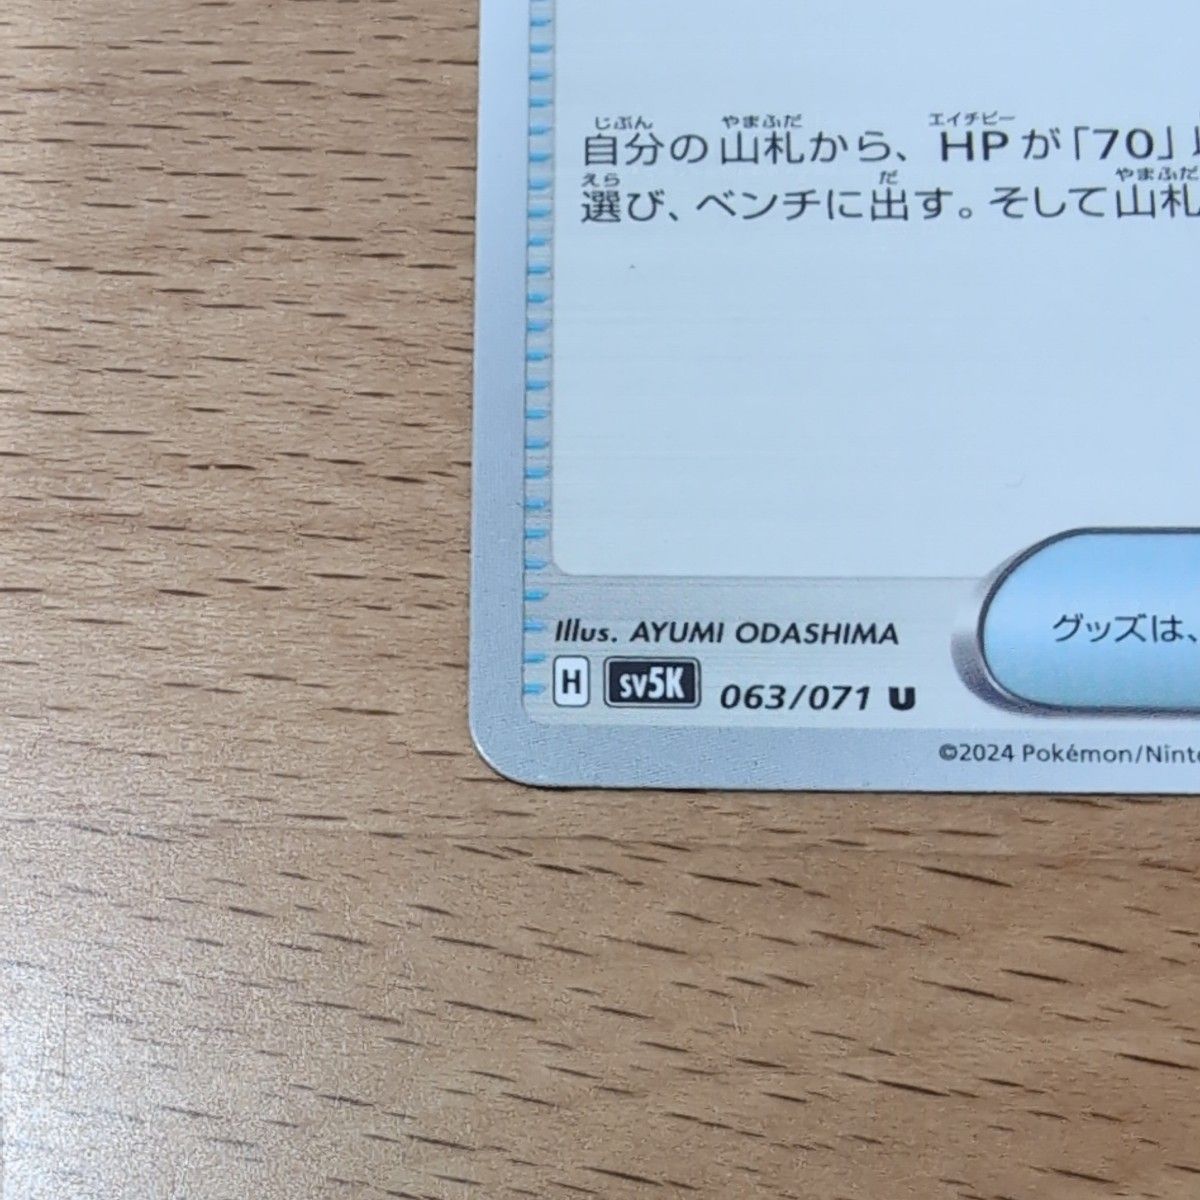 じぶん やまふだ エイチピー
自分の山札から、HPが「70」
えら だ やまふだ
選び、ベンチに出す。そして山札
Illus. AYUMI ODASHIMA
グッズは、
H SV5K 063/071 U
©2024 Pokémon/Ninte